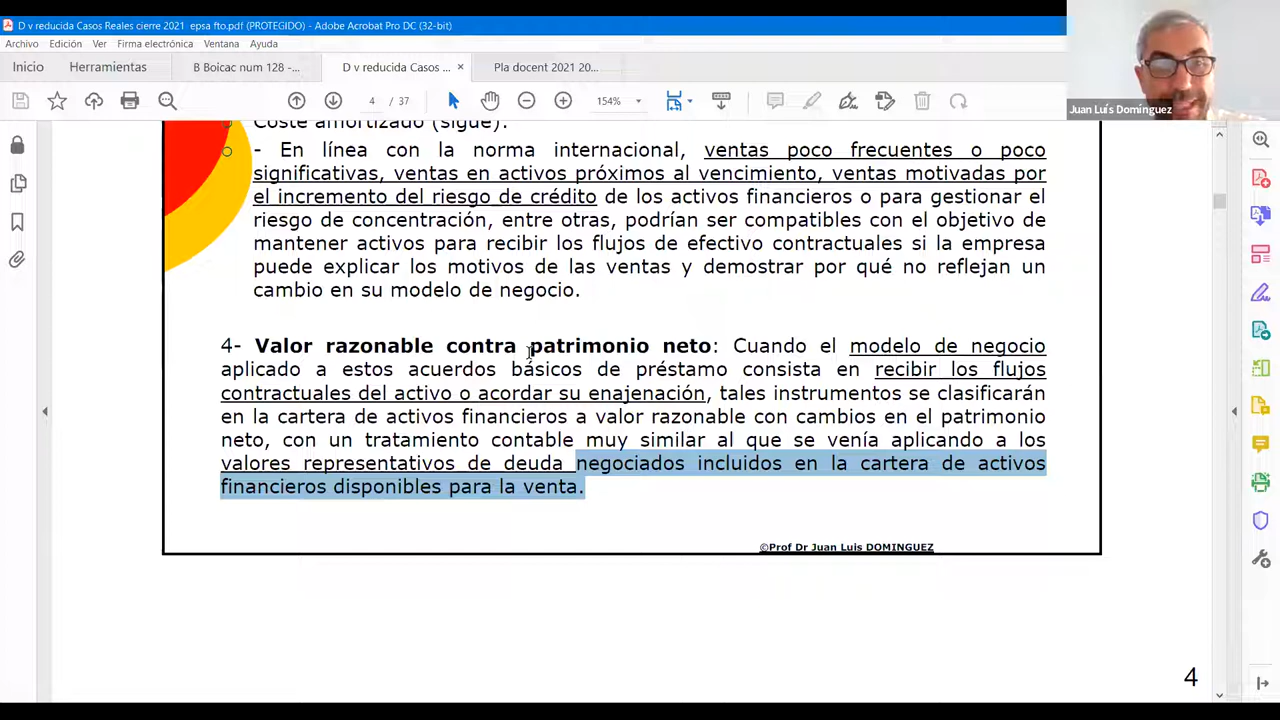 D v reducida Casos Reales cierre 2021 epsa fto.pdf (PROTEGIDO) - Adobe Acrobat Pro DC (32-bit)
Archivo Edición Ver Firma electrónica Ventana Ayuda
Inicio Herramientas B Boicac num 128 -... D v reducida Casos ... × Pla docent 2021 20...
4 / 37 154%
Juan Luís Domínguez
Coste amortizado (sigue):
- En línea con la norma internacional, ventas poco frecuentes o poco
significativas, ventas en activos próximos al vencimiento, ventas motivadas por
el incremento del riesgo de crédito de los activos financieros o para gestionar el
riesgo de concentración, entre otras, podrían ser compatibles con el objetivo de
mantener activos para recibir los flujos de efectivo contractuales si la empresa
puede explicar los motivos de las ventas y demostrar por qué no reflejan un
cambio en su modelo de negocio.
4- Valor razonable contra patrimonio neto: Cuando el modelo de negocio
aplicado a estos acuerdos básicos de préstamo consista en recibir los flujos
contractuales del activo o acordar su enajenación, tales instrumentos se clasificarán
en la cartera de activos financieros a valor razonable con cambios en el patrimonio
neto, con un tratamiento contable muy similar al que se venía aplicando a los
valores representativos de deuda negociados incluidos en la cartera de activos
financieros disponibles para la venta.
©Prof Dr Juan Luis DOMINGUEZ
4